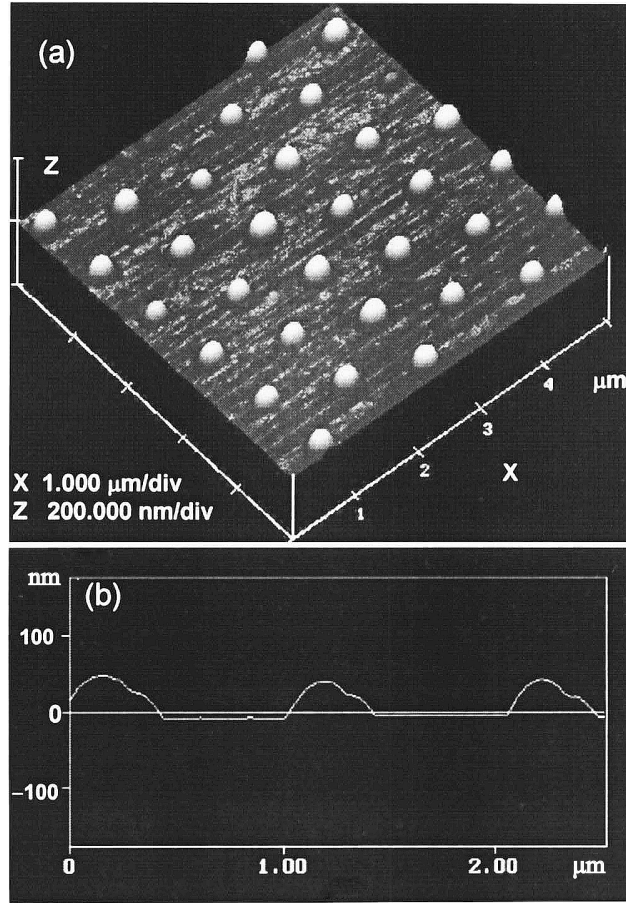 (a)
Z
μm
4
3
2
X
1
X 1.000 μm/div
Z 200.000 nm/div
nm
(b)
100
0
−100
0
1.00
2.00
μm